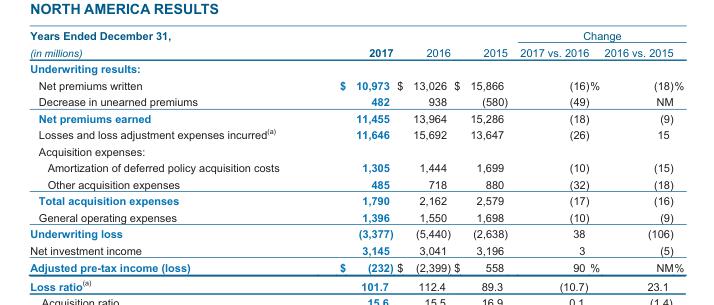 NORTH AMERICA RESULTS
Years Ended December 31, Change
(in millions) 2017 2016 2015 2017 vs. 2016 2016 vs. 2015
Underwriting results:
Net premiums written $ 10,973 $ 13,026 $ 15,866 (16)% (18)%
Decrease in unearned premiums 482 938 (580) (49) NM
Net premiums earned 11,455 13,964 15,286 (18) (9)
Losses and loss adjustment expenses incurred(a) 11,646 15,692 13,647 (26) 15
Acquisition expenses:
Amortization of deferred policy acquisition costs 1,305 1,444 1,699 (10) (15)
Other acquisition expenses 485 718 880 (32) (18)
Total acquisition expenses 1,790 2,162 2,579 (17) (16)
General operating expenses 1,396 1,550 1,698 (10) (9)
Underwriting loss (3,377) (5,440) (2,638) 38 (106)
Net investment income 3,145 3,041 3,196 3 (5)
Adjusted pre-tax income (loss) $ (232) $ (2,399) $ 558 90 % NM%
Loss ratio(a) 101.7 112.4 89.3 (10.7) 23.1
Acquisition ratio 15.6 15.5 16.9 0.1 (1.4)